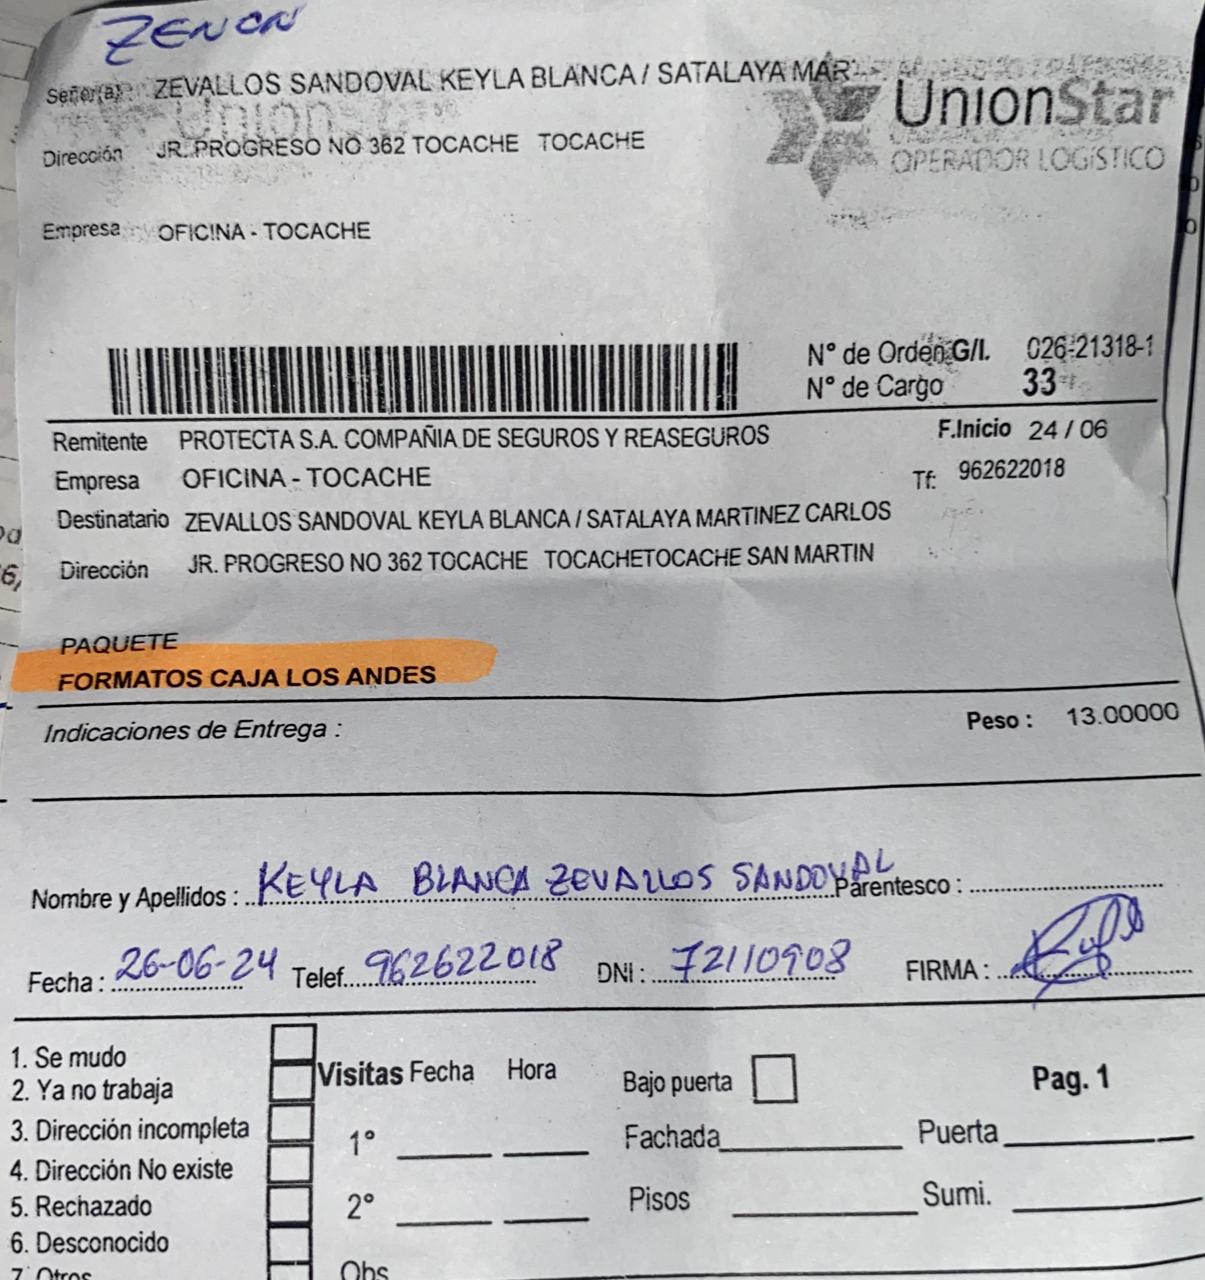 ZENON
Señor(a): ZEVALLOS SANDOVAL KEYLA BLANCA / SATALAYA MAR
UnionStar
OPERADOR LOGÍSTICO
Dirección JR. PROGRESO NO 362 TOCACHE TOCACHE
Empresa OFICINA - TOCACHE
N° de Orden G/I. 026-21318-1
N° de Cargo 33
Remitente PROTECTA S.A. COMPAÑIA DE SEGUROS Y REASEGUROS F.Inicio 24 / 06
Empresa OFICINA - TOCACHE Tf: 962622018
Destinatario ZEVALLOS SANDOVAL KEYLA BLANCA / SATALAYA MARTINEZ CARLOS
Dirección JR. PROGRESO NO 362 TOCACHE TOCACHETOCACHE SAN MARTIN
PAQUETE
FORMATOS CAJA LOS ANDES
Indicaciones de Entrega : Peso : 13.00000
Nombre y Apellidos : KEYLA BLANCA ZEVALLOS SANDOVAL Parentesco :
Fecha : 26-06-24 Telef. 962622018 DNI : 72110908 FIRMA :
1. Se mudo
2. Ya no trabaja
3. Dirección incompleta
4. Dirección No existe
5. Rechazado
6. Desconocido
7. Otros
Visitas Fecha Hora
1°
2°
Obs
Bajo puerta Pag. 1
Fachada Puerta
Pisos Sumi.